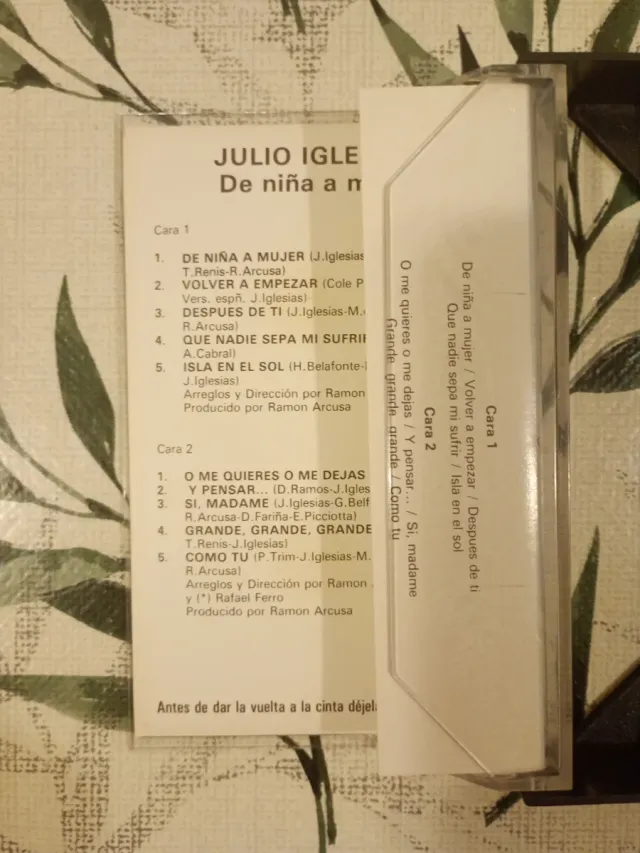 JULIO IGLE
De niña a m
Cara 1
1. DE NIÑA A MUJER (J.Iglesias
T.Renis-R.Arcusa)
2. VOLVER A EMPEZAR (Cole P
Vers. espñ. J.Iglesias)
3. DESPUES DE TI (J.Iglesias-M.
R.Arcusa)
4. QUE NADIE SEPA MI SUFRIR
A.Cabral)
5. ISLA EN EL SOL (H.Belafonte-
J.Iglesias)
Arreglos y Dirección por Ramon
Producido por Ramon Arcusa
Cara 2
1. O ME QUIERES O ME DEJAS
2. Y PENSAR... (D.Ramos-J.Igles
3. SI, MADAME (J.Iglesias-G.Belf
R.Arcusa-D.Fariña-E.Picciotta)
4. GRANDE, GRANDE, GRANDE
T.Renis-J.Iglesias)
5. COMO TU (P.Trim-J.Iglesias-M.
R.Arcusa)
Arreglos y Dirección por Ramon
y (*) Rafael Ferro
Producido por Ramon Arcusa
Antes de dar la vuelta a la cinta déjela
Cara 1
De niña a mujer / Volver a empezar / Despues de ti
Que nadie sepa mi sufrir / Isla en el sol
Cara 2
O me quieres o me dejas / Y pensar... / Si, madame
Grande, grande, grande / Como tu